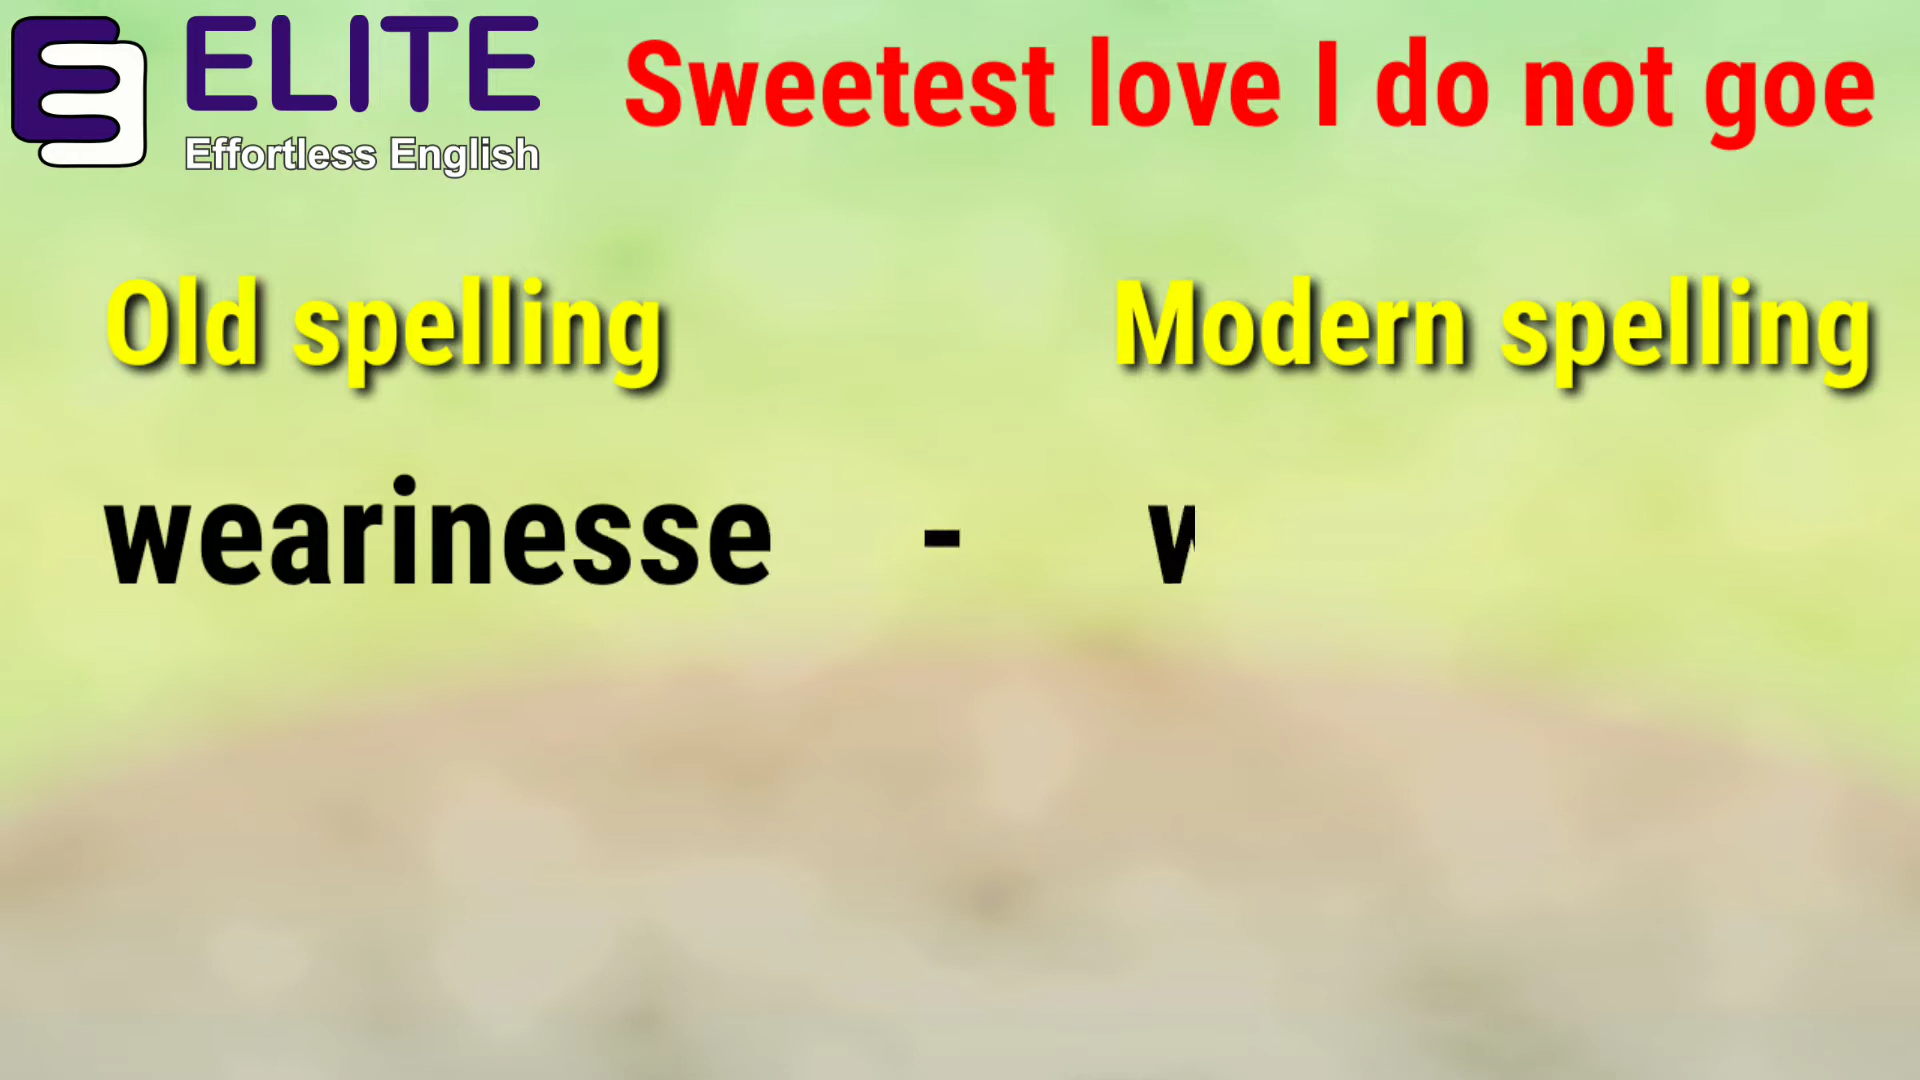 ELITE
Effortless English
Sweetest love I do not goe
Old spelling
Modern spelling
wearinesse - w